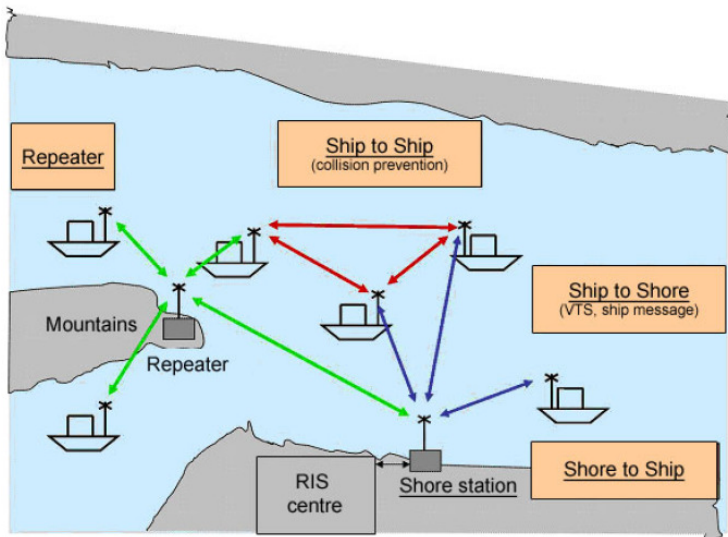 Repeater
Ship to Ship
(collision prevention)
Ship to Shore
(VTS, ship message)
Mountains
Repeater
Shore to Ship
RIS
centre
Shore station